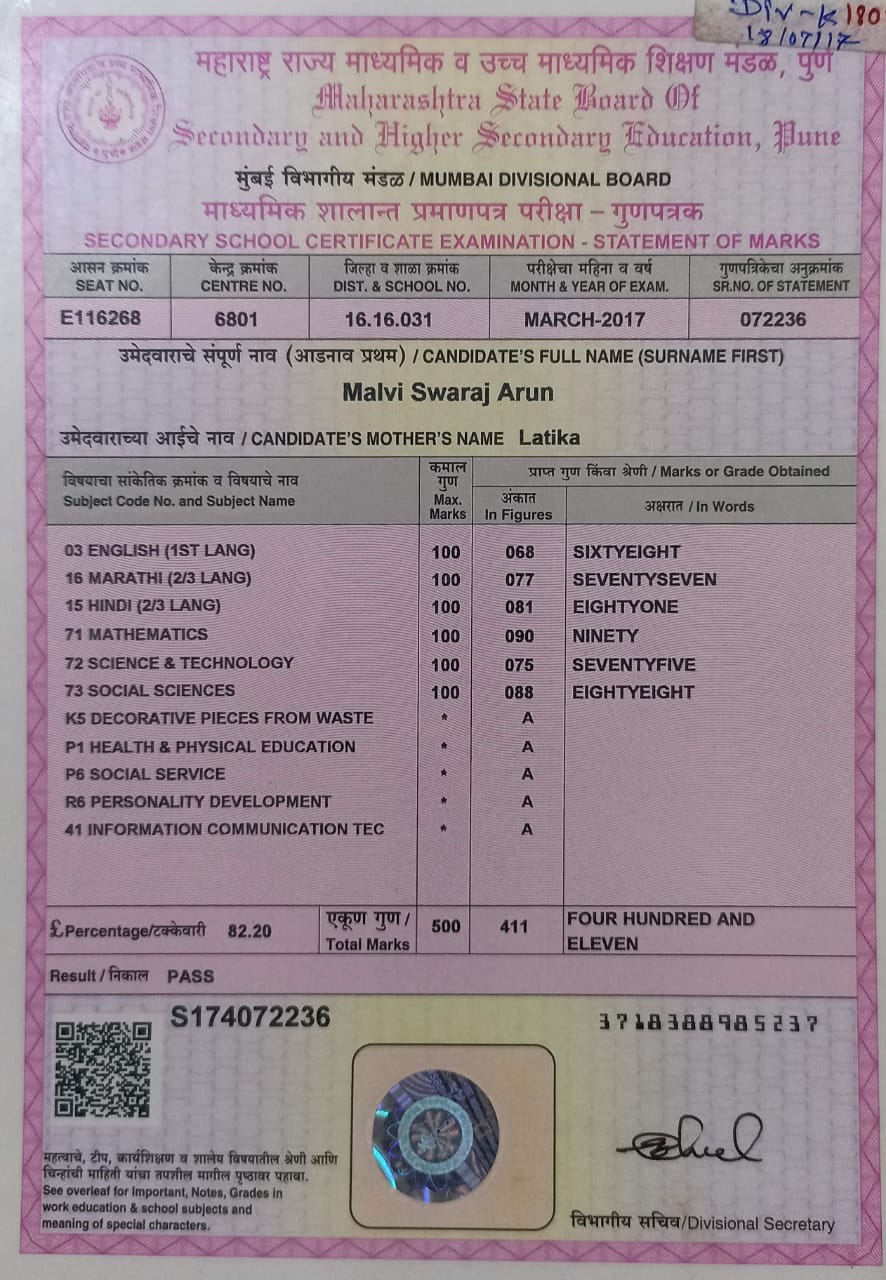 Div-K 180
18/07/17
महाराष्ट्र राज्य माध्यमिक व उच्च माध्यमिक शिक्षण मंडळ, पुणे
Maharashtra State Board Of
Secondary and Higher Secondary Education, Pune
मुंबई विभागीय मंडळ / MUMBAI DIVISIONAL BOARD
माध्यमिक शालान्त प्रमाणपत्र परीक्षा – गुणपत्रक
SECONDARY SCHOOL CERTIFICATE EXAMINATION - STATEMENT OF MARKS
आसन क्रमांक केन्द्र क्रमांक जिल्हा व शाळा क्रमांक परीक्षेचा महिना व वर्ष गुणपत्रिकेचा अनुक्रमांक
SEAT NO. CENTRE NO. DIST. & SCHOOL NO. MONTH & YEAR OF EXAM. SR.NO. OF STATEMENT
E116268 6801 16.16.031 MARCH-2017 072236
उमेदवाराचे संपूर्ण नाव (आडनाव प्रथम) / CANDIDATE'S FULL NAME (SURNAME FIRST)
Malvi Swaraj Arun
उमेदवाराच्या आईचे नाव / CANDIDATE'S MOTHER'S NAME Latika
विषयाचा सांकेतिक क्रमांक व विषयाचे नाव
Subject Code No. and Subject Name
कमाल
गुण
Max.
Marks
प्राप्त गुण किंवा श्रेणी / Marks or Grade Obtained
अंकात
In Figures
अक्षरात / In Words
03 ENGLISH (1ST LANG) 100 068 SIXTYEIGHT
16 MARATHI (2/3 LANG) 100 077 SEVENTYSEVEN
15 HINDI (2/3 LANG) 100 081 EIGHTYONE
71 MATHEMATICS 100 090 NINETY
72 SCIENCE & TECHNOLOGY 100 075 SEVENTYFIVE
73 SOCIAL SCIENCES 100 088 EIGHTYEIGHT
K5 DECORATIVE PIECES FROM WASTE * A
P1 HEALTH & PHYSICAL EDUCATION * A
P6 SOCIAL SERVICE * A
R6 PERSONALITY DEVELOPMENT * A
41 INFORMATION COMMUNICATION TEC * A
£Percentage/टक्केवारी 82.20
एकूण गुण /
Total Marks
500 411
FOUR HUNDRED AND
ELEVEN
Result / निकाल PASS
S174072236
3718388985237
महत्वाचे, टीप, कार्यशिक्षण व शालेय विषयातील श्रेणी आणि
चिन्हांची माहिती यांचा तपशील मागील पृष्ठावर पहावा.
See overleaf for Important, Notes, Grades in
work education & school subjects and
meaning of special characters.
विभागीय सचिव/Divisional Secretary